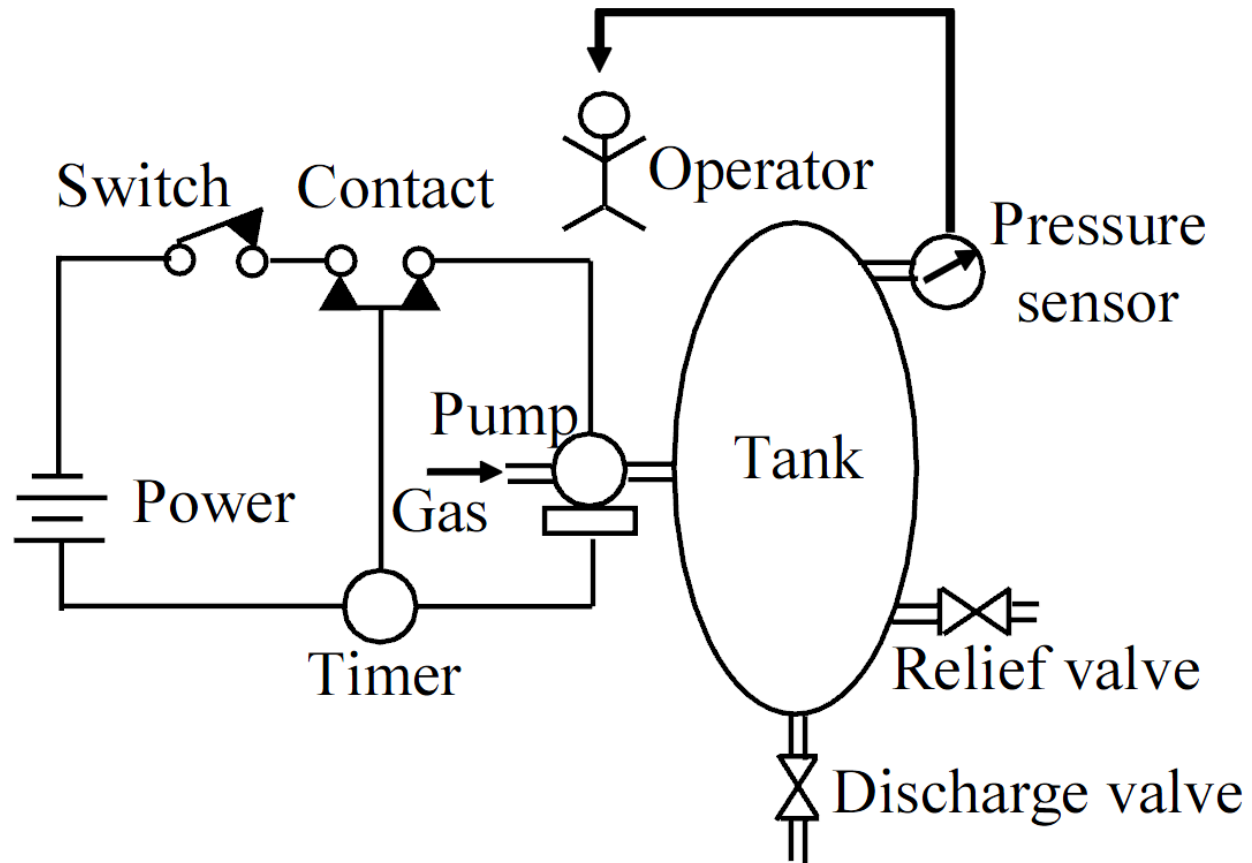 Switch
Contact
Operator
Pressure
sensor
Pump
Tank
Power
Gas
Timer
Relief valve
Discharge valve